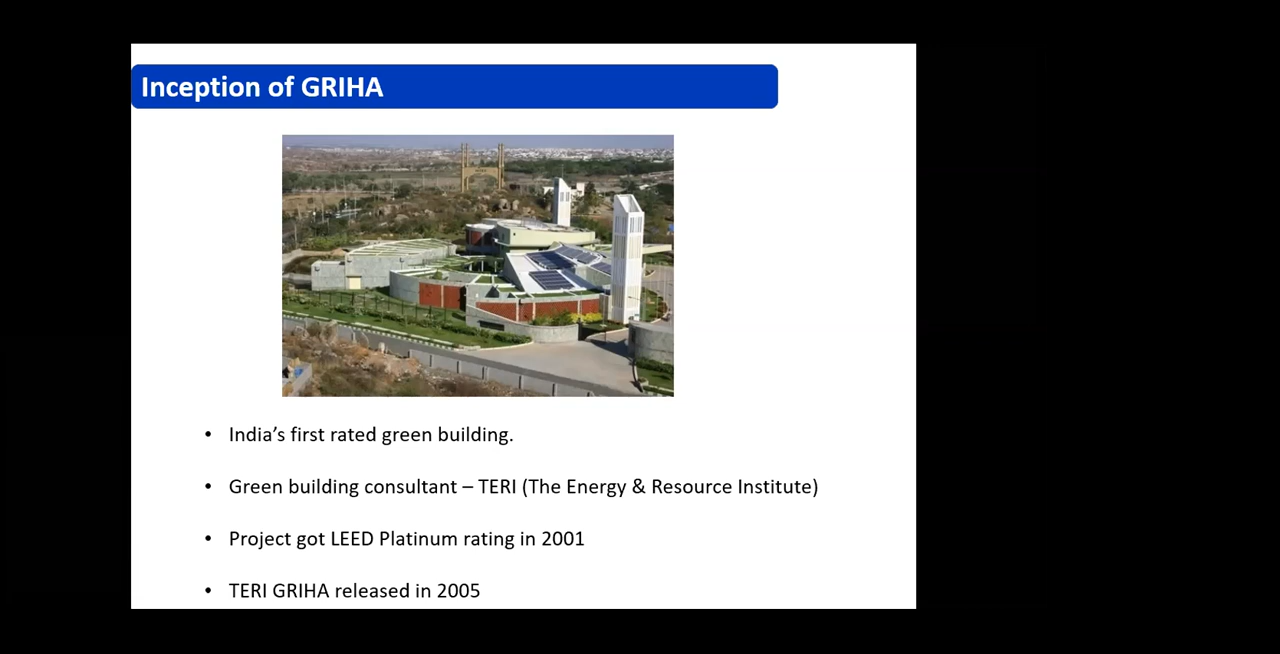 Inception of GRIHA
• India’s first rated green building.
• Green building consultant – TERI (The Energy & Resource Institute)
• Project got LEED Platinum rating in 2001
• TERI GRIHA released in 2005